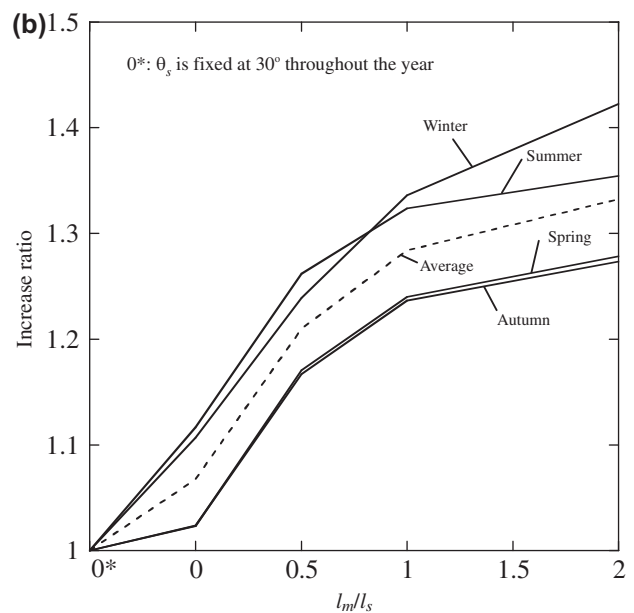 (b)
1.5
0*: θs is fixed at 30° throughout the year
1.4
Winter
Summer
1.3
Spring
Average
Increase ratio
Autumn
1.2
1.1
1
0*
0
0.5
1
1.5
2
lm/ls